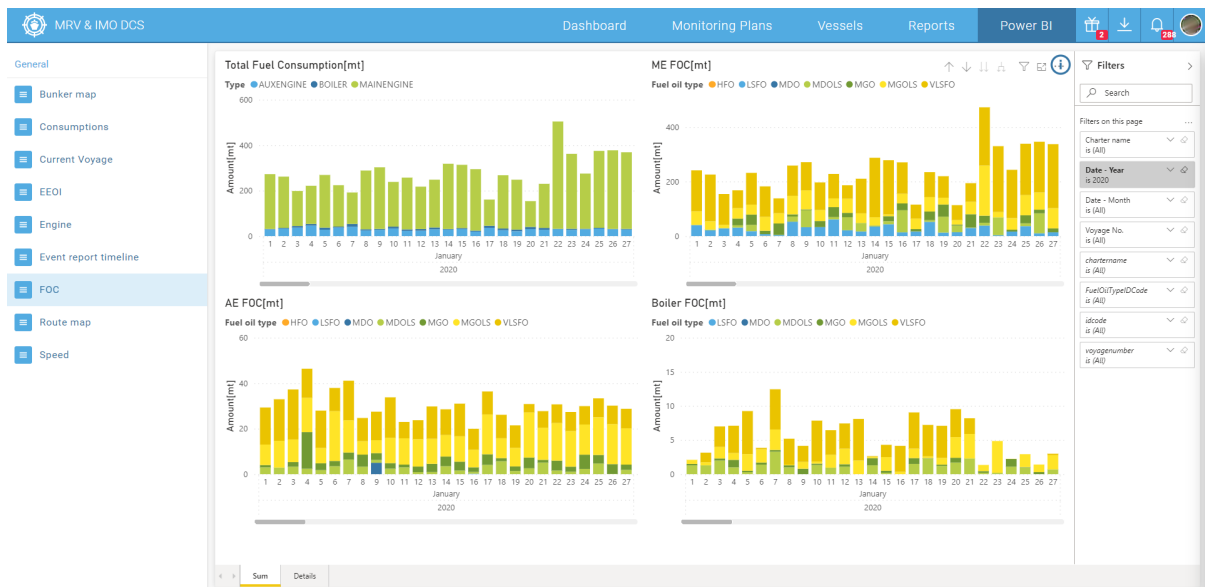 MRV & IMO DCS
Dashboard
Monitoring Plans
Vessels
Reports
Power BI
2
288
General
Bunker map
Consumptions
Current Voyage
EEOI
Engine
Event report timeline
FOC
Route map
Speed
Total Fuel Consumption[mt]
Type AUXENGINE BOILER MAINENGINE
Amount[mt]
600
400
200
0
1 2 3 4 5 6 7 8 9 10 11 12 13 14 15 16 17 18 19 20 21 22 23 24 25 26 27
January
2020
ME FOC[mt]
Fuel oil type HFO LSFO MDO MDOLS MGO MGOLS VLSFO
Amount[mt]
400
200
0
1 2 3 4 5 6 7 8 9 10 11 12 13 14 15 16 17 18 19 20 21 22 23 24 25 26 27
January
2020
AE FOC[mt]
Fuel oil type HFO LSFO MDO MDOLS MGO MGOLS VLSFO
Amount[mt]
60
40
20
0
1 2 3 4 5 6 7 8 9 10 11 12 13 14 15 16 17 18 19 20 21 22 23 24 25 26 27
January
2020
Boiler FOC[mt]
Fuel oil type LSFO MDO MDOLS MGO MGOLS VLSFO
Amount[mt]
20
15
10
5
0
1 2 3 4 5 6 7 8 9 10 11 12 13 14 15 16 17 18 19 20 21 22 23 24 25 26 27
January
2020
Filters
Search
Filters on this page
Charter name
is (All)
Date - Year
is 2020
Date - Month
is (All)
Voyage No.
is (All)
chartername
is (All)
FuelOilTypeIDCode
is (All)
idcode
is (All)
voyagenumber
is (All)
Sum
Details